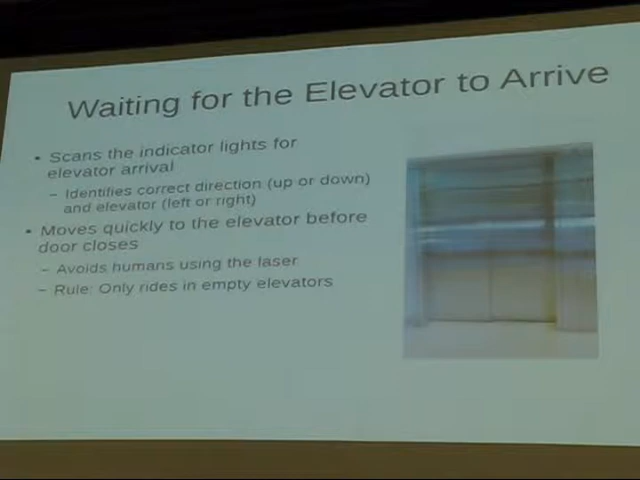 Waiting for the Elevator to Arrive
• Scans the indicator lights for
elevator arrival
– Identifies correct direction (up or down)
and elevator (left or right)
• Moves quickly to the elevator before
door closes
– Avoids humans using the laser
– Rule: Only rides in empty elevators